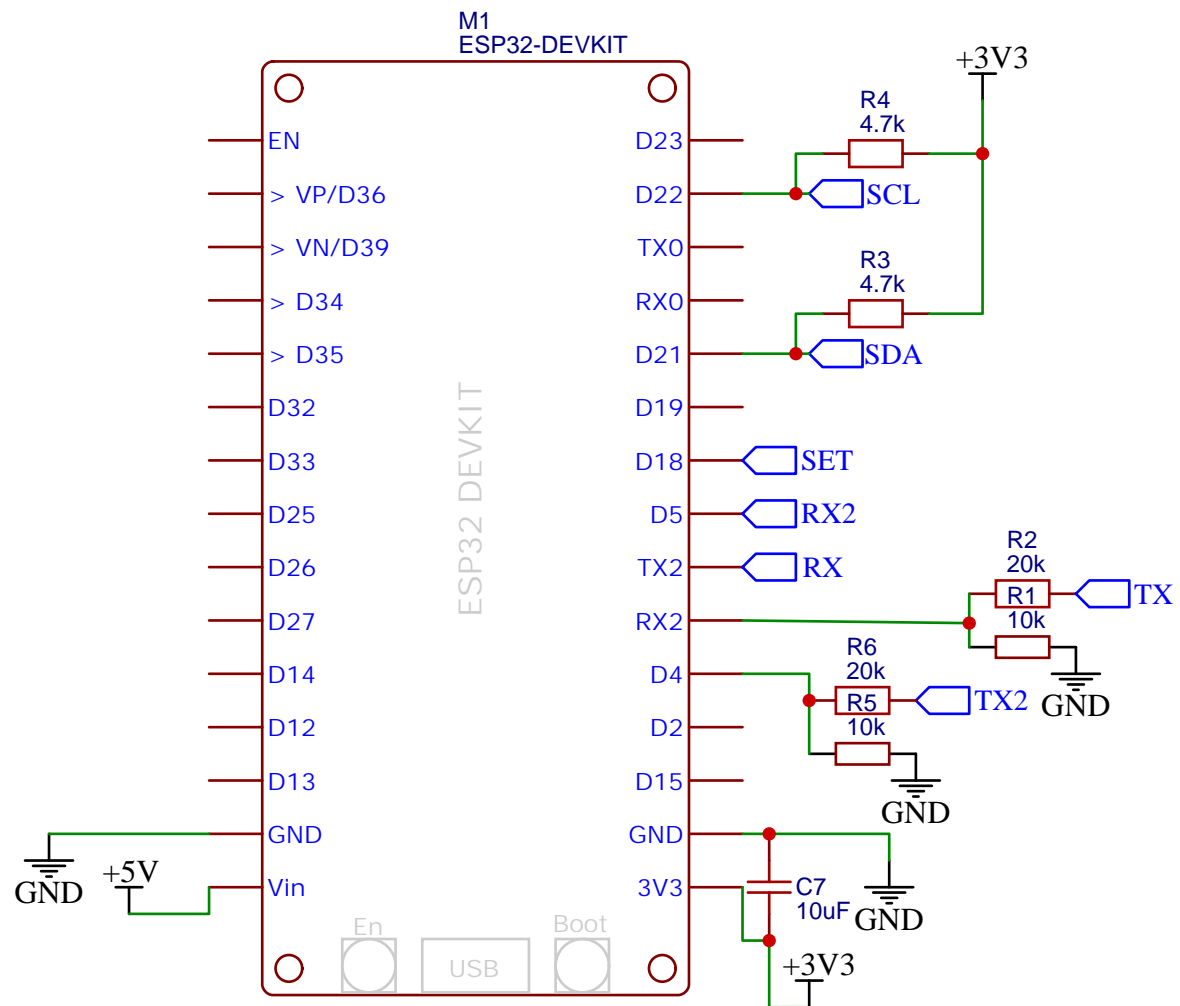 M1
ESP32-DEVKIT
+3V3
R4
4.7k
EN
D23
> VP/D36
D22
SCL
> VN/D39
TX0
R3
4.7k
> D34
RX0
> D35
D21
SDA
D32
D19
ESP32 DEVKIT
D33
D18
SET
D25
D5
RX2
D26
TX2
RX
R2
20k
TX
R1
10k
D27
RX2
GND
D14
D4
R6
20k
TX2
R5
10k
D12
D2
D13
D15
GND
GND
GND
GND
+5V
Vin
3V3
C7
10uF
GND
En
Boot
USB
+3V3